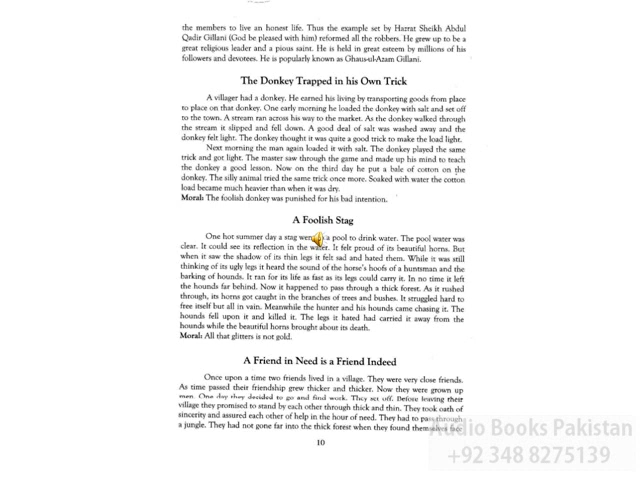 the members to live an honest life. Thus the example set by Hazrat Sheikh Abdul
Qadir Gillani (God be pleased with him) reformed all the robbers. He grew up to be a
great religious leader and a pious saint. He is held in great esteem by millions of his
followers and devotees. He is popularly known as Ghaus-ul-Azam Gillani.
The Donkey Trapped in his Own Trick
A villager had a donkey. He earned his living by transporting goods from place
to place on that donkey. One early morning he loaded the donkey with salt and set off
to the town. A stream ran across his way to the market. As the donkey walked through
the stream it slipped and fell down. A good deal of salt was washed away and the
donkey felt light. The donkey thought it was quite a good trick to make the load light.
Next morning the man again loaded it with salt. The donkey played the same
trick and got light. The master saw through the game and made up his mind to teach
the donkey a good lesson. Now on the third day he put a bale of cotton on the
donkey. The silly animal tried the same trick once more. Soaked with water the cotton
load became much heavier than when it was dry.
Moral: The foolish donkey was punished for his bad intention.
A Foolish Stag
One hot summer day a stag went a pool to drink water. The pool water was
clear. It could see its reflection in the water. It felt proud of its beautiful horns. But
when it saw the shadow of its thin legs it felt sad and hated them. While it was still
thinking of its ugly legs it heard the sound of the horse's hoofs of a huntsman and the
barking of hounds. It ran for its life as fast as its legs could carry it. In no time it left
the hounds far behind. Now it happened to pass through a thick forest. As it rushed
through, its horns got caught in the branches of trees and bushes. It struggled hard to
free itself but all in vain. Meanwhile the hunter and his hounds came chasing it. The
hounds fell upon it and killed it. The legs it hated had carried it away from the
hounds while the beautiful horns brought about its death.
Moral: All that glitters is not gold.
A Friend in Need is a Friend Indeed
Once upon a time two friends lived in a village. They were very close friends.
As time passed their friendship grew thicker and thicker. Now they were grown up
men. One day they decided to go and find work. They set off. Before leaving their
village they promised to stand by each other through thick and thin. They took oath of
sincerity and assured each other of help in the hour of need. They had to pass through
a jungle. They had not gone far into the thick forest when they found themselves face
10
Audio Books Pakistan
+92 348 8275139